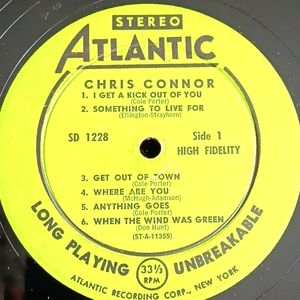 STEREO
ATLANTIC
CHRIS CONNOR
1. I GET A KICK OUT OF YOU
(Cole Porter)
2. SOMETHING TO LIVE FOR
(Ellington-Strayhorn)
SD 1228
Side 1
HIGH FIDELITY
3. GET OUT OF TOWN
(Cole Porter)
4. WHERE ARE YOU
(McHugh-Adamson)
5. ANYTHING GOES
(Cole Porter)
6. WHEN THE WIND WAS GREEN
(Don Hunt)
(ST-A-11355)
LONG PLAYING
33⅓
RPM
UNBREAKABLE
ATLANTIC RECORDING CORP., NEW YORK